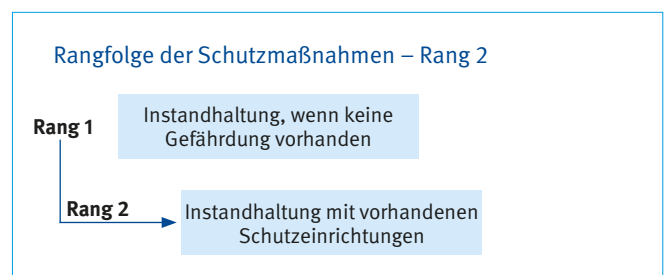 Rangfolge der Schutzmaßnahmen – Rang 2
Rang 1
Instandhaltung, wenn keine
Gefährdung vorhanden
Rang 2
Instandhaltung mit vorhandenen
Schutzeinrichtungen